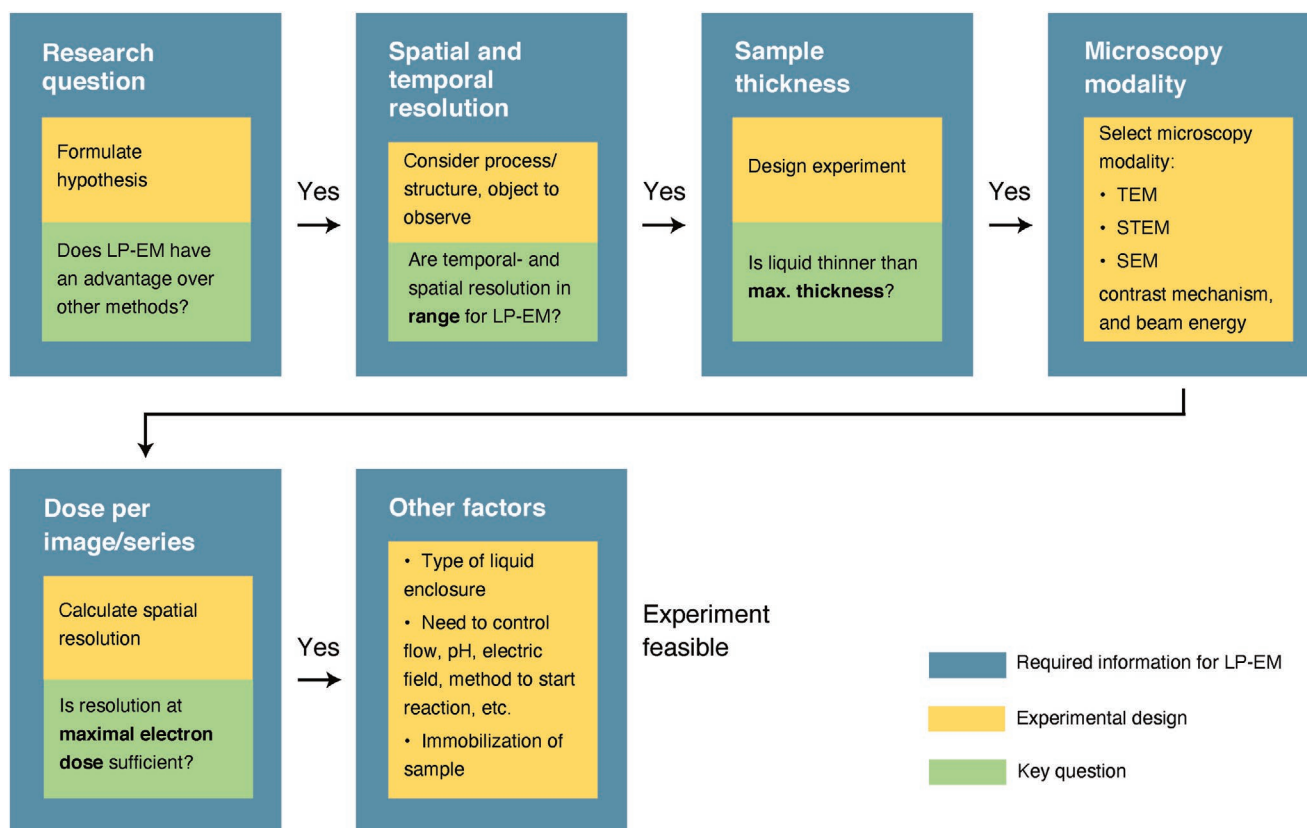 Research
question
Formulate
hypothesis
Does LP-EM have
an advantage over
other methods?
Yes
Spatial and
temporal
resolution
Consider process/
structure, object to
observe
Are temporal- and
spatial resolution in
range for LP-EM?
Yes
Sample
thickness
Design experiment
Is liquid thinner than
max. thickness?
Yes
Microscopy
modality
Select microscopy
modality:
• TEM
• STEM
• SEM
contrast mechanism,
and beam energy
Dose per
image/series
Calculate spatial
resolution
Is resolution at
maximal electron
dose sufficient?
Yes
Other factors
• Type of liquid
enclosure
• Need to control
flow, pH, electric
field, method to start
reaction, etc.
• Immobilization of
sample
Experiment
feasible
Required information for LP-EM
Experimental design
Key question